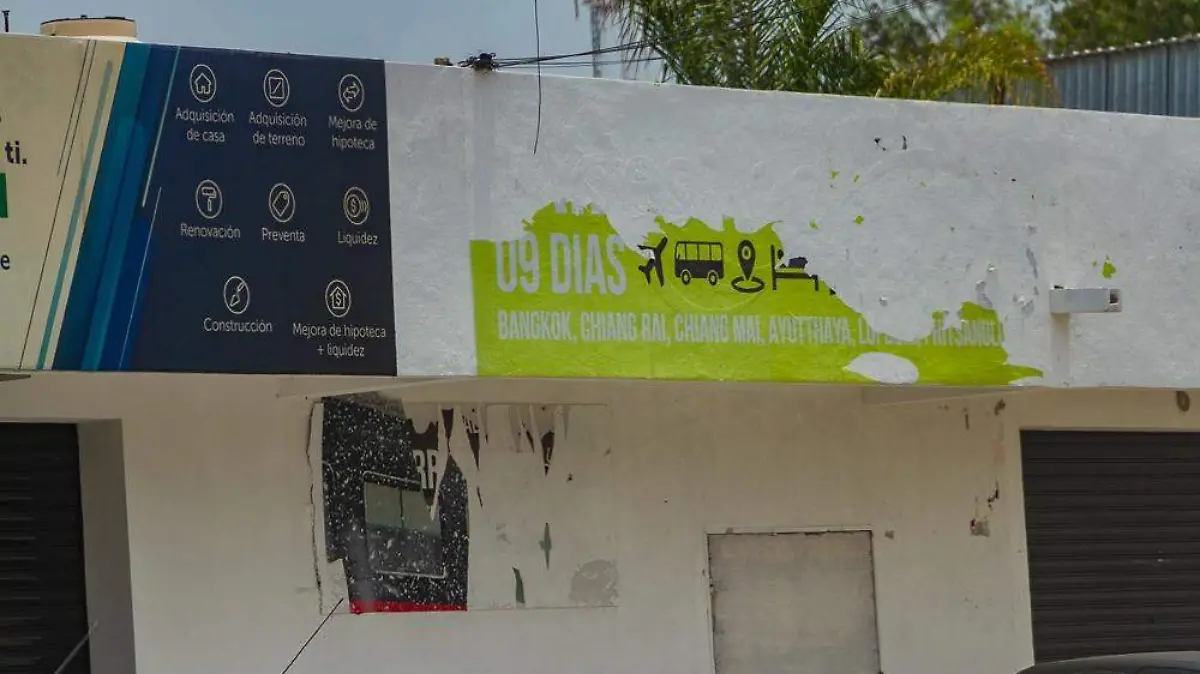 ti.
e
Adquisición
de casa
Adquisición
de terreno
Mejora de
hipoteca
Renovación
Preventa
Liquidez
Construcción
Mejora de hipoteca
+ liquidez
09 DIAS
BANGKOK, CHIANG RAI, CHIANG MAI, AYUTTHAYA,